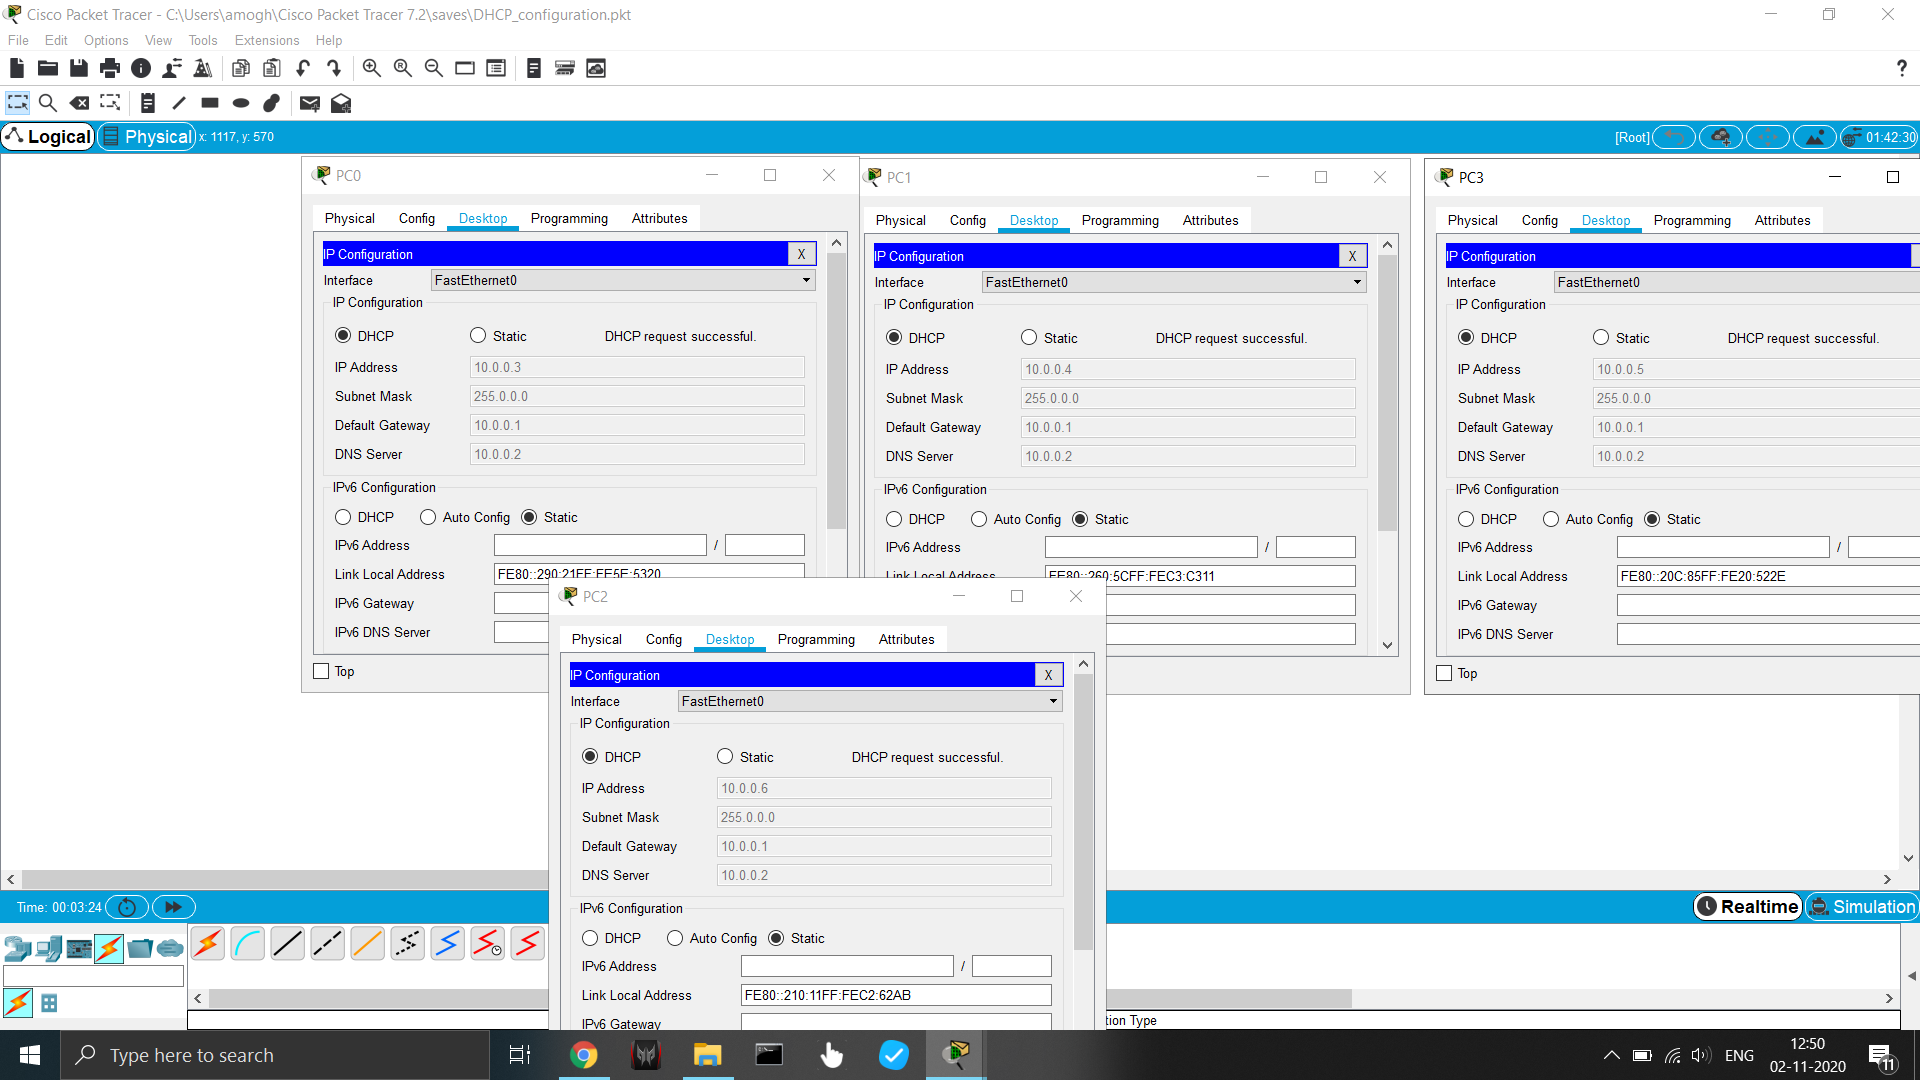 Cisco Packet Tracer - C:\Users\amogh\Cisco Packet Tracer 7.2\saves\DHCP_configuration.pkt
File Edit Options View Tools Extensions Help
Logical Physical x: 1117, y: 570 [Root] 01:42:30
PC0
Physical Config Desktop Programming Attributes
IP Configuration X
Interface FastEthernet0
IP Configuration
DHCP Static DHCP request successful.
IP Address 10.0.0.3
Subnet Mask 255.0.0.0
Default Gateway 10.0.0.1
DNS Server 10.0.0.2
IPv6 Configuration
DHCP Auto Config Static
IPv6 Address /
Link Local Address FE80::290:21FF:FE5E:5320
IPv6 Gateway
IPv6 DNS Server
Top
PC1
Physical Config Desktop Programming Attributes
IP Configuration X
Interface FastEthernet0
IP Configuration
DHCP Static DHCP request successful.
IP Address 10.0.0.4
Subnet Mask 255.0.0.0
Default Gateway 10.0.0.1
DNS Server 10.0.0.2
IPv6 Configuration
DHCP Auto Config Static
IPv6 Address /
Link Local Address FE80::260:5CFF:FEC3:C311
PC3
Physical Config Desktop Programming Attributes
IP Configuration
Interface FastEthernet0
IP Configuration
DHCP Static DHCP request successful.
IP Address 10.0.0.5
Subnet Mask 255.0.0.0
Default Gateway 10.0.0.1
DNS Server 10.0.0.2
IPv6 Configuration
DHCP Auto Config Static
IPv6 Address /
Link Local Address FE80::20C:85FF:FE20:522E
IPv6 Gateway
IPv6 DNS Server
Top
PC2
Physical Config Desktop Programming Attributes
IP Configuration X
Interface FastEthernet0
IP Configuration
DHCP Static DHCP request successful.
IP Address 10.0.0.6
Subnet Mask 255.0.0.0
Default Gateway 10.0.0.1
DNS Server 10.0.0.2
IPv6 Configuration
DHCP Auto Config Static
IPv6 Address /
Link Local Address FE80::210:11FF:FEC2:62AB
IPv6 Gateway
Time: 00:03:24 Realtime Simulation
tion Type
Type here to search
ENG 12:50
02-11-2020
11